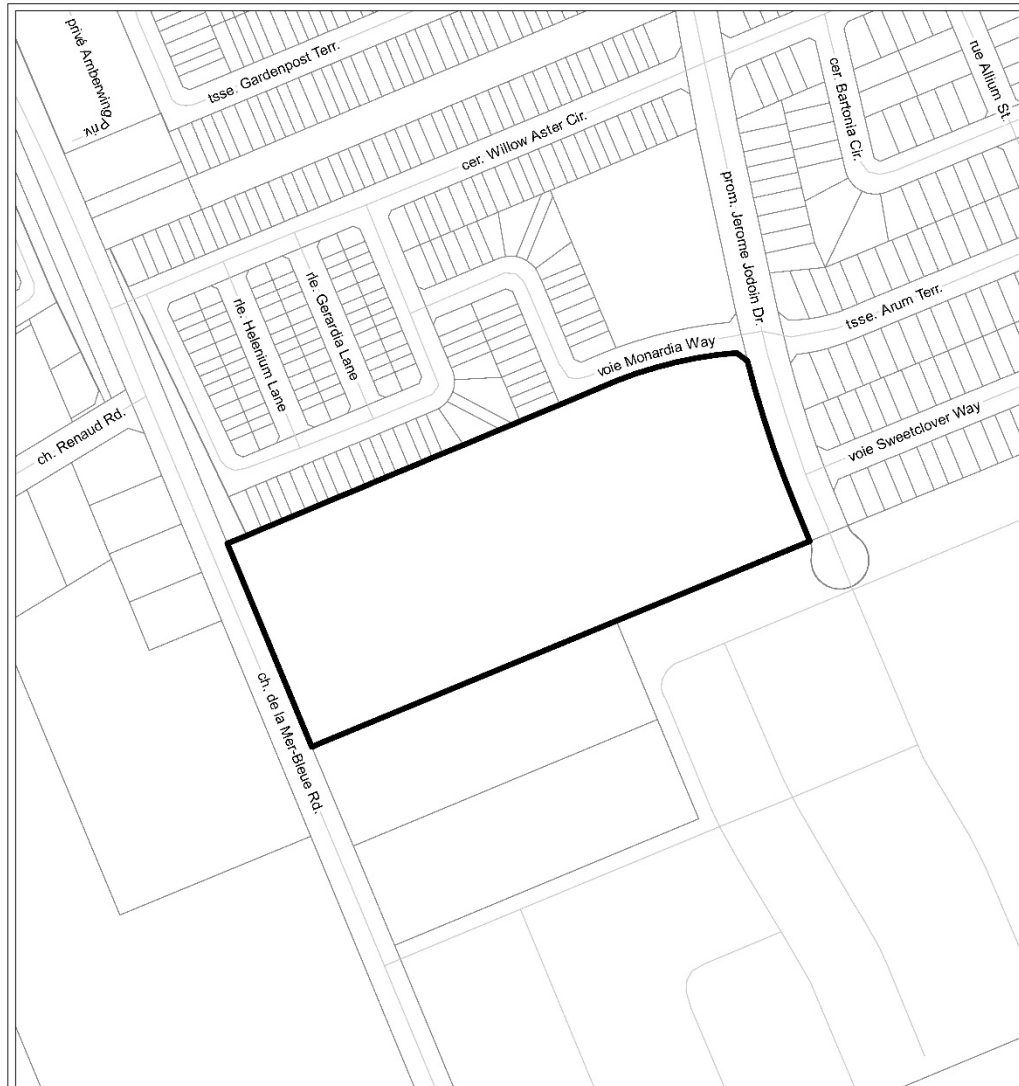 privé Amberwing
Priv.
tsse. Gardenpost Terr.
cer. Willow Aster Cir.
cer. Bartonia Cir.
rue Allium St.
prom. Jerome Jodoin Dr.
rle. Helenium Lane
rle. Gerardia Lane
tsse. Arum Terr.
voie Monardia Way
ch. Renaud Rd.
voie Sweetclover Way
ch. de la Mer-Bleue Rd.